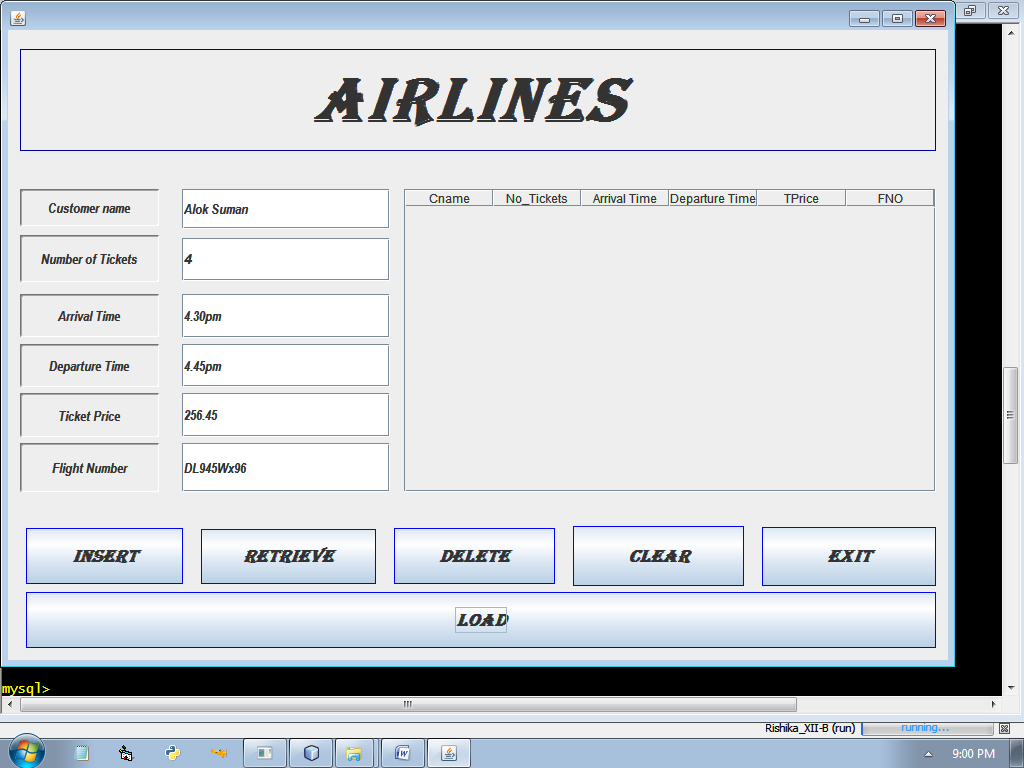 AIRLINES
Customer name Alok Suman
Number of Tickets 4
Arrival Time 4.30pm
Departure Time 4.45pm
Ticket Price 256.45
Flight Number DL945Wx96
Cname No_Tickets Arrival Time Departure Time TPrice FNO
INSERT RETRIEVE DELETE CLEAR EXIT
LOAD
mysql>
Rishika_XII-B (run) running...
9:00 PM